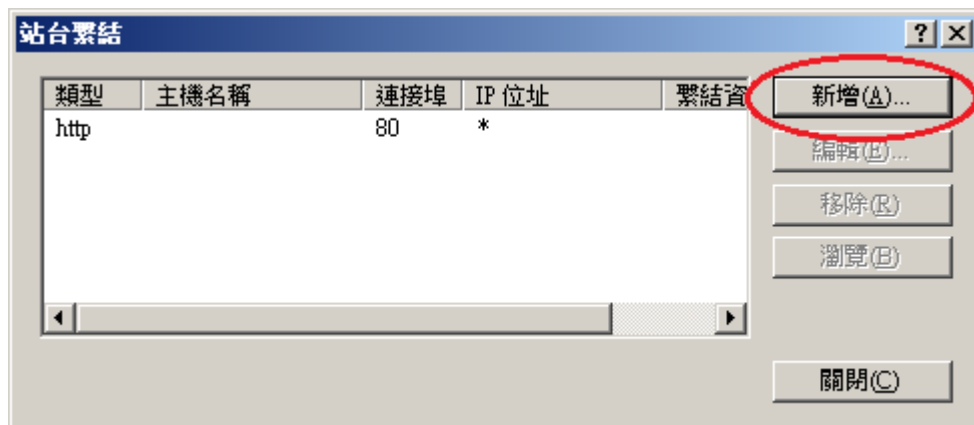 站台繫結
類型 主機名稱 連接埠 IP 位址 繫結資
http 80 *
新增(A)...
編輯(E)...
移除(R)
瀏覽(B)
關閉(C)